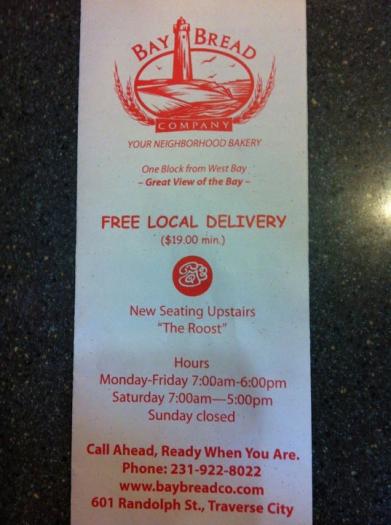 BAY BREAD
COMPANY
YOUR NEIGHBORHOOD BAKERY
One Block from West Bay
– Great View of the Bay –
FREE LOCAL DELIVERY
($19.00 min.)
New Seating Upstairs
"The Roost"
Hours
Monday-Friday 7:00am-6:00pm
Saturday 7:00am—5:00pm
Sunday closed
Call Ahead, Ready When You Are.
Phone: 231-922-8022
www.baybreadco.com
601 Randolph St., Traverse City